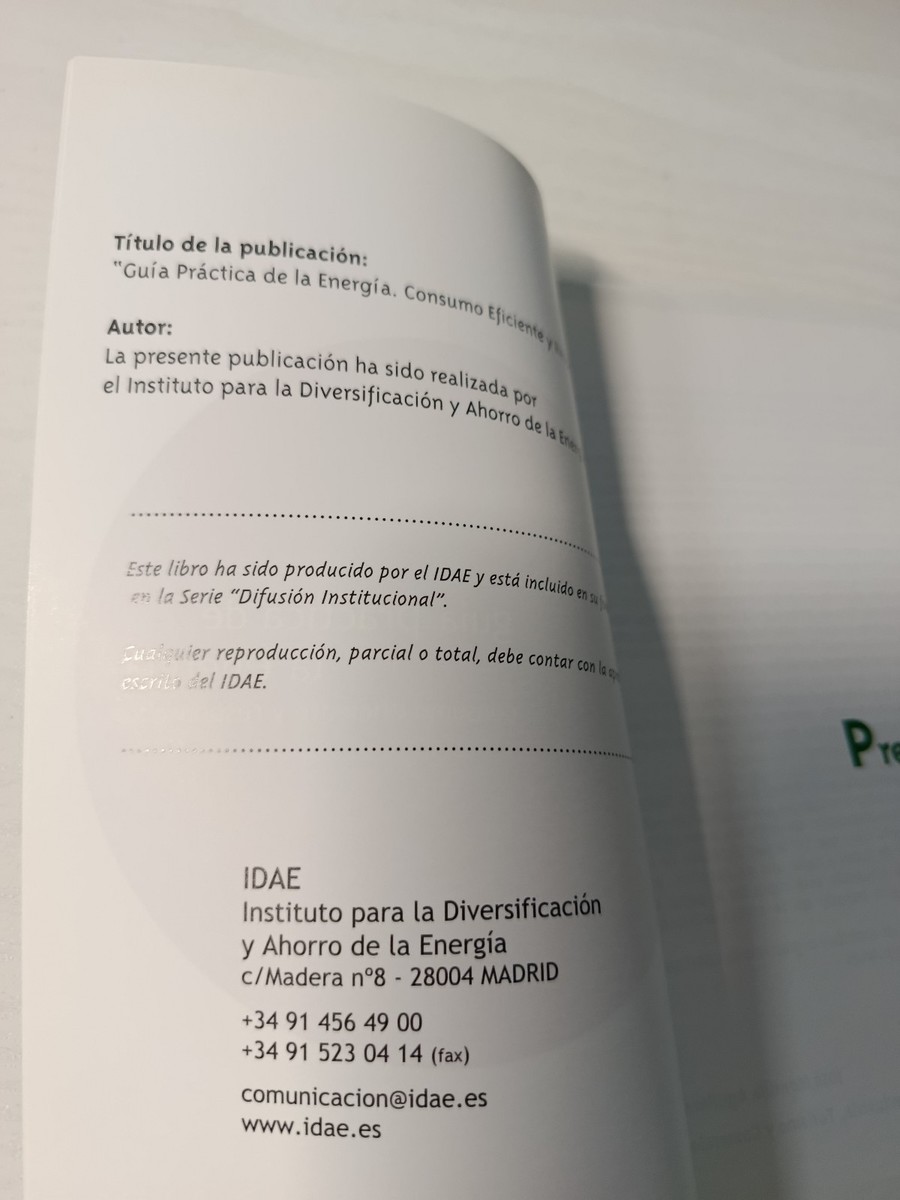 Título de la publicación:
“Guía Práctica de la Energía. Consumo Eficiente y
Autor:
La presente publicación ha sido realizada por
el Instituto para la Diversificación y Ahorro de la
Este libro ha sido producido por el IDAE y está incluido en su
en la Serie “Difusión Institucional”.
Cualquier reproducción, parcial o total, debe contar con la
escrita del IDAE.
IDAE
Instituto para la Diversificación
y Ahorro de la Energía
c/Madera nº8 - 28004 MADRID
+34 91 456 49 00
+34 91 523 04 14 (fax)
comunicacion@idae.es
www.idae.es